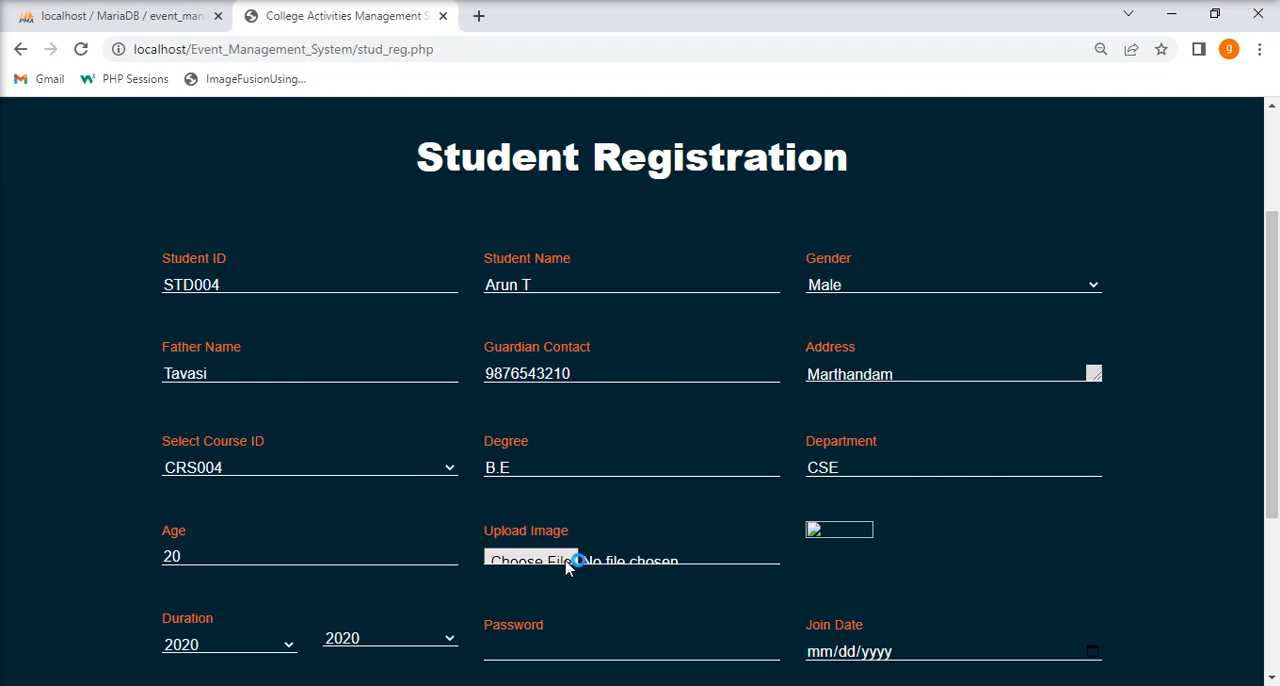 localhost / MariaDB / event_man
College Activities Management S
localhost/Event_Management_System/stud_reg.php
g
Gmail
PHP Sessions
ImageFusionUsing...
Student Registration
Student ID
Student Name
Gender
STD004
Arun T
Male
Father Name
Guardian Contact
Address
Tavasi
9876543210
Marthandam
Select Course ID
Degree
Department
CRS004
B.E
CSE
Age
Upload Image
20
Choose File No file chosen
Duration
Password
Join Date
2020
2020
mm/dd/yyyy